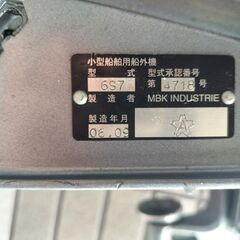 小型船舶用船外機
型式 6S7 型式承認番号 第 4718 号
製造者 MBK INDUSTRIE
製造年月
06.09